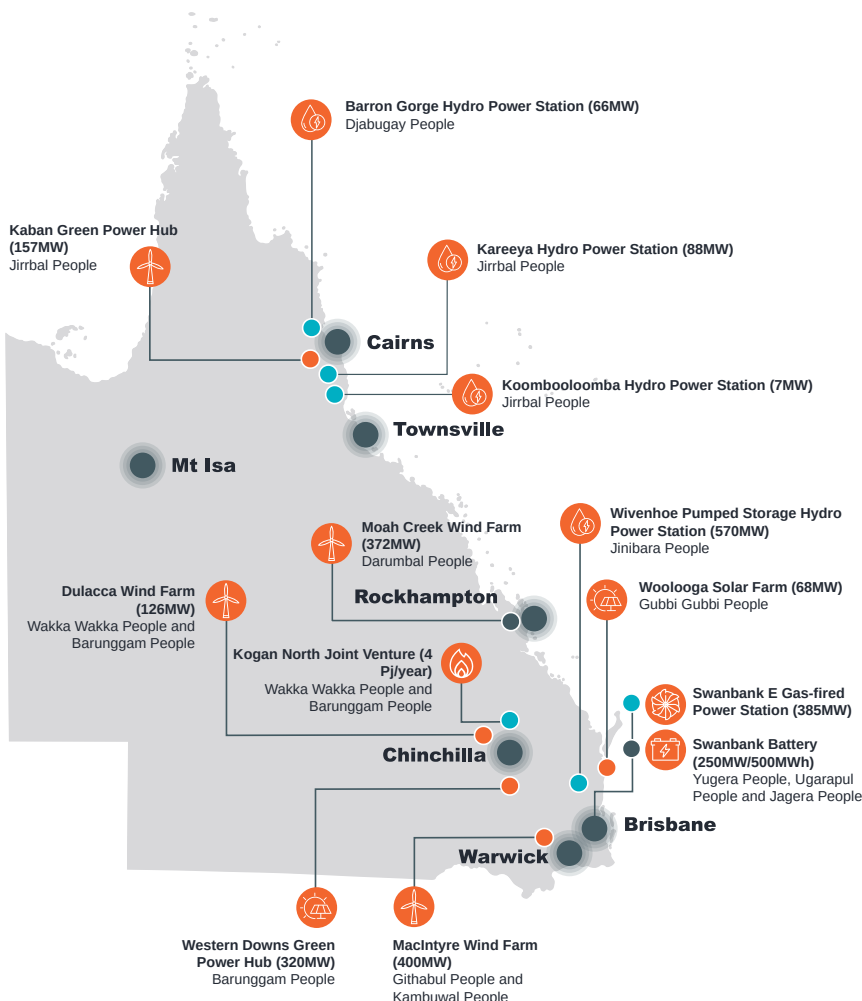 Barron Gorge Hydro Power Station (66MW)
Djabugay People
Kaban Green Power Hub
(157MW)
Jirrbal People
Kareeya Hydro Power Station (88MW)
Jirrbal People
Cairns
Koombooloomba Hydro Power Station (7MW)
Jirrbal People
Townsville
Mt Isa
Moah Creek Wind Farm
(372MW)
Darumbal People
Wivenhoe Pumped Storage Hydro
Power Station (570MW)
Jinibara People
Dulacca Wind Farm
(126MW)
Wakka Wakka People and
Barunggam People
Rockhampton
Woolooga Solar Farm (68MW)
Gubbi Gubbi People
Kogan North Joint Venture (4
Pj/year)
Wakka Wakka People and
Barunggam People
Swanbank E Gas-fired
Power Station (385MW)
Swanbank Battery
(250MW/500MWh)
Yugera People, Ugarapul
People and Jagera People
Chinchilla
Brisbane
Warwick
Western Downs Green
Power Hub (320MW)
Barunggam People
MacIntyre Wind Farm
(400MW)
Githabul People and
Kambuwal People